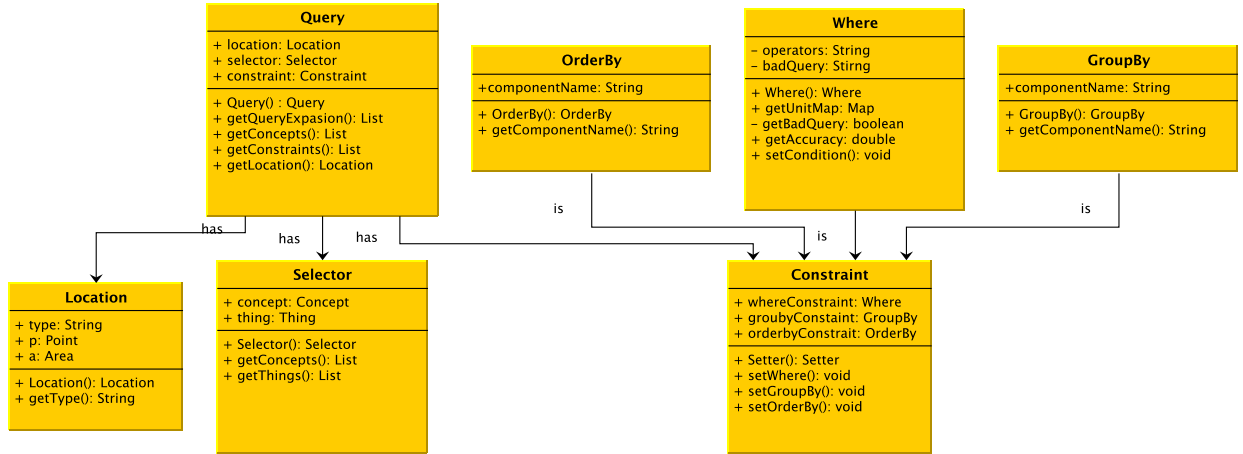 Query
+ location: Location
+ selector: Selector
+ constraint: Constraint
+ Query() : Query
+ getQueryExpasion(): List
+ getConcepts(): List
+ getConstraints(): List
+ getLocation(): Location
OrderBy
+componentName: String
+ OrderBy(): OrderBy
+ getComponentName(): String
Where
- operators: String
- badQuery: Stirng
+ Where(): Where
+ getUnitMap: Map
- getBadQuery: boolean
+ getAccuracy: double
+ setCondition(): void
GroupBy
+componentName: String
+ GroupBy(): GroupBy
+ getComponentName(): String
has
has
has
is
is
is
Location
+ type: String
+ p: Point
+ a: Area
+ Location(): Location
+ getType(): String
Selector
+ concept: Concept
+ thing: Thing
+ Selector(): Selector
+ getConcepts(): List
+ getThings(): List
Constraint
+ whereConstraint: Where
+ groubyConstaint: GroupBy
+ orderbyConstrait: OrderBy
+ Setter(): Setter
+ setWhere(): void
+ setGroupBy(): void
+ setOrderBy(): void